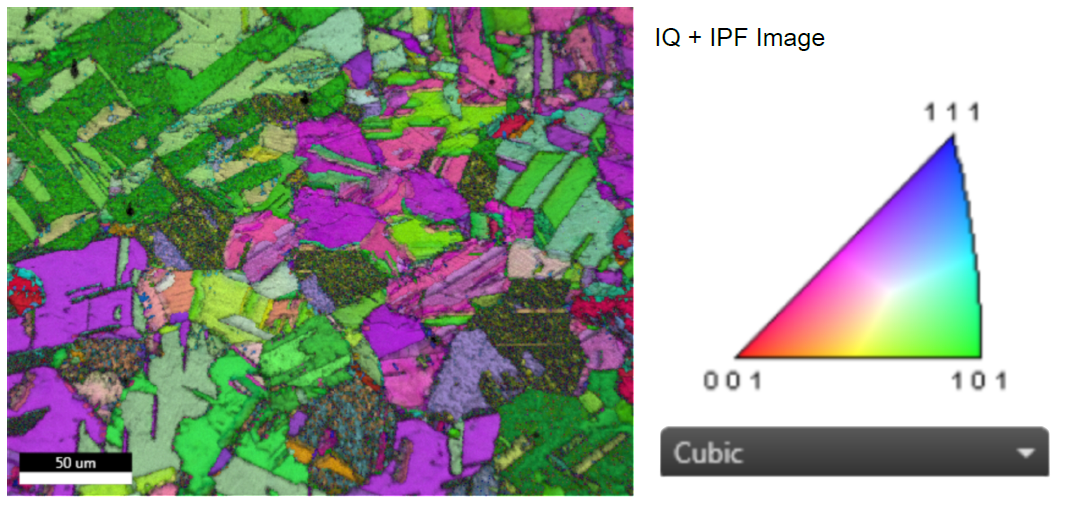 IQ + IPF Image
1 1 1
0 0 1
1 0 1
Cubic
50 um